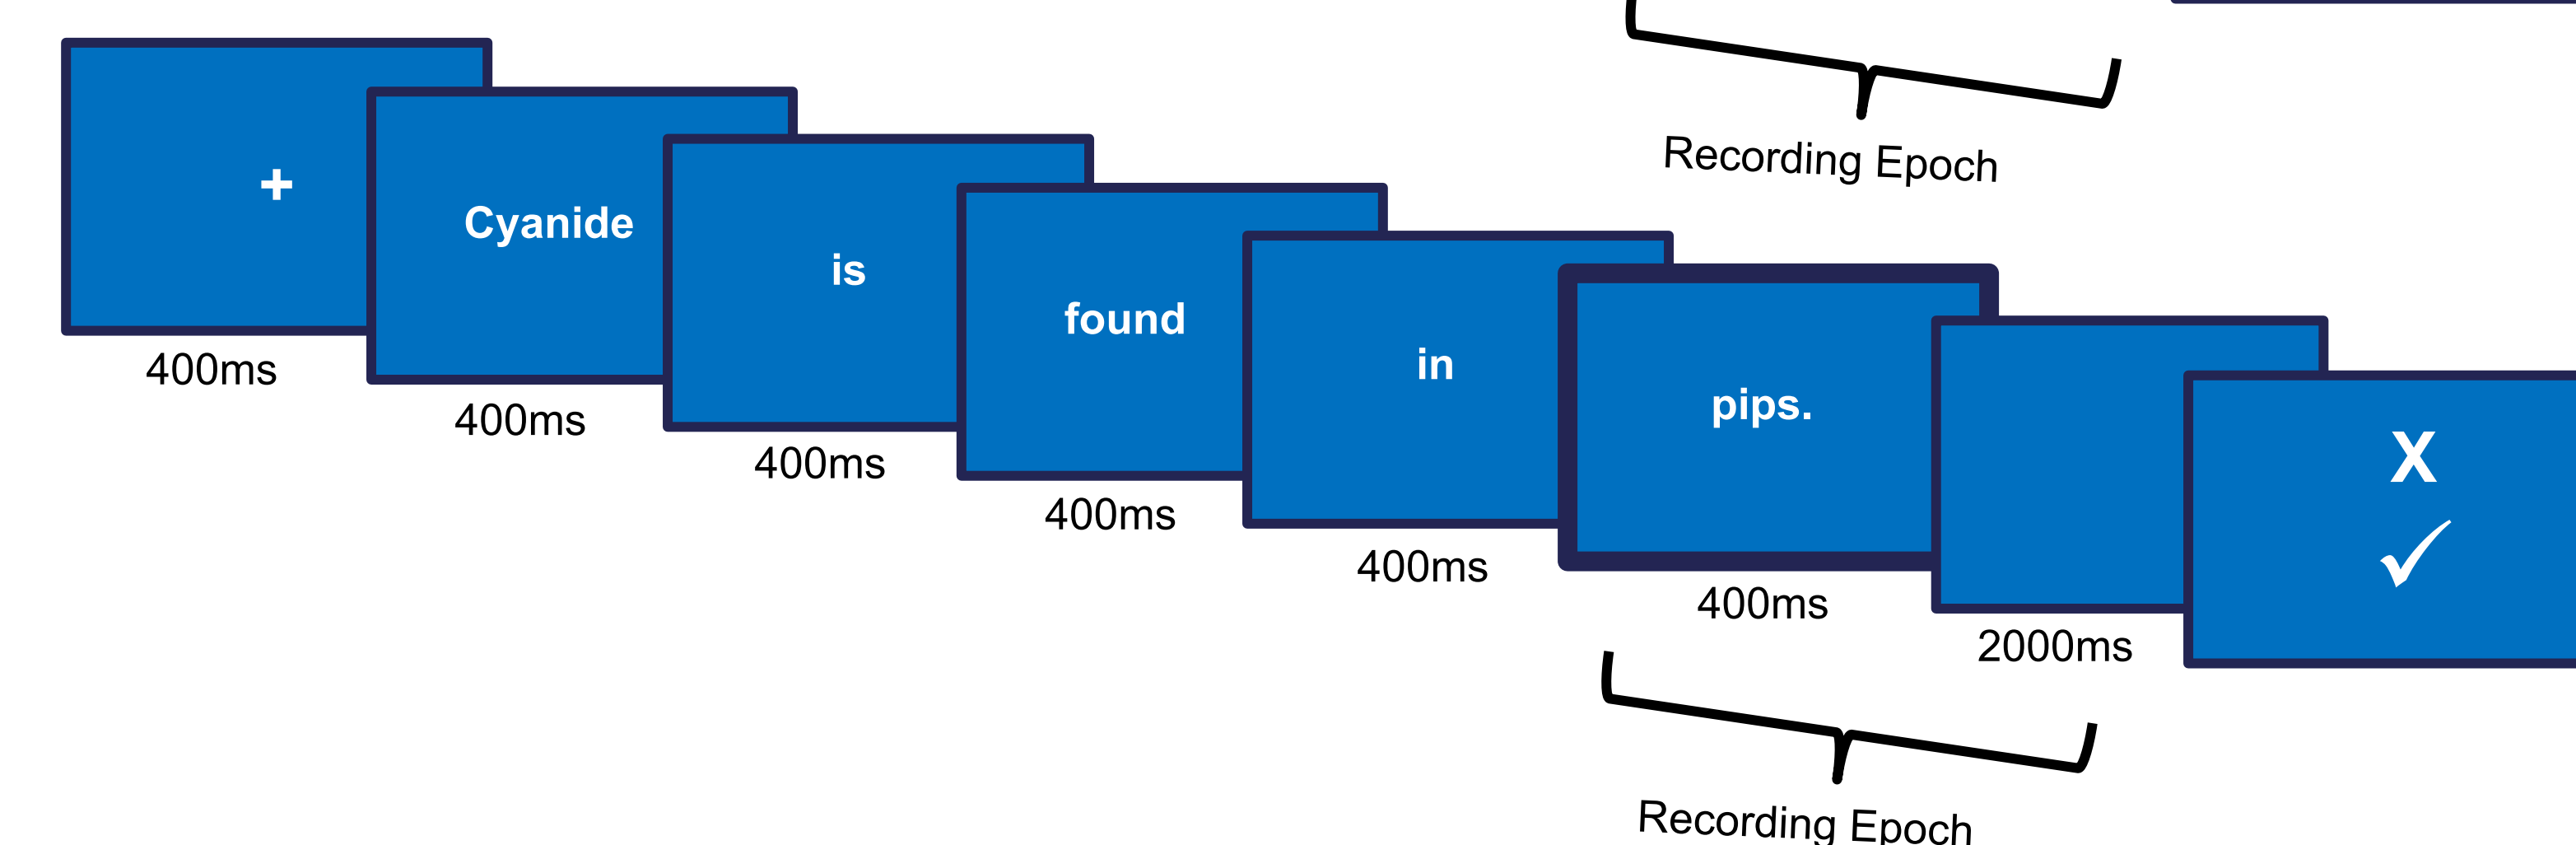 Recording Epoch
+
Cyanide
is
found
in
pips.
X
✓
400ms
400ms
400ms
400ms
400ms
400ms
2000ms
Recording Epoch